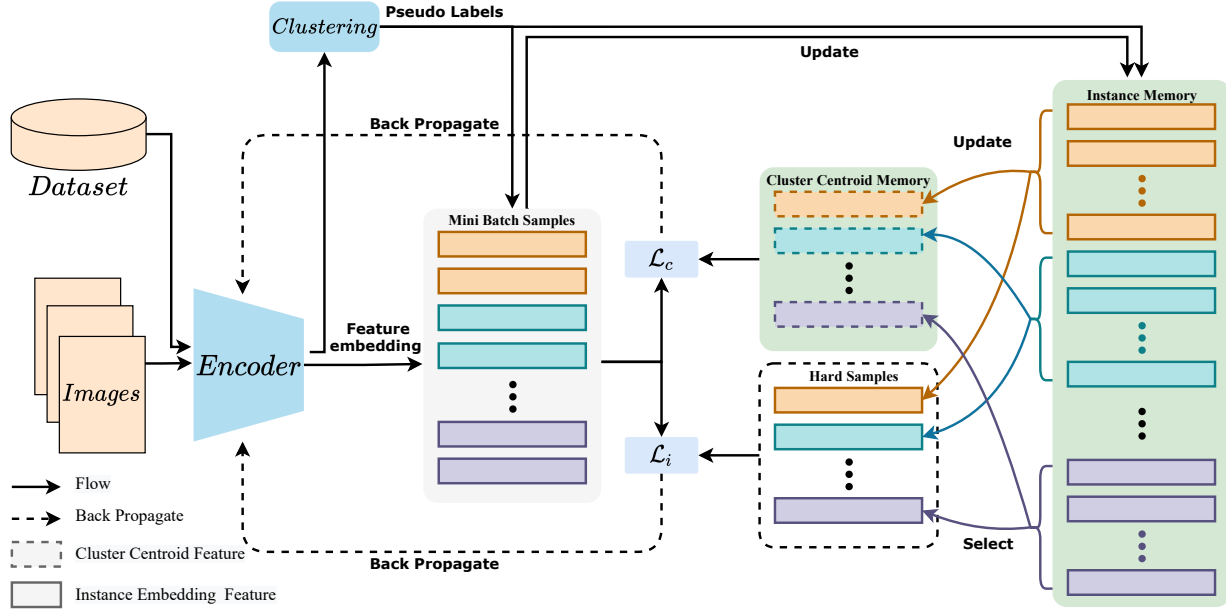 Clustering
Pseudo Labels
Update
Instance Memory
Back Propagate
Update
Dataset
Cluster Centroid Memory
Mini Batch Samples
ℒc
Feature
embedding
Encoder
Images
Hard Samples
ℒi
Flow
Back Propagate
Cluster Centroid Feature
Instance Embedding Feature
Back Propagate
Select